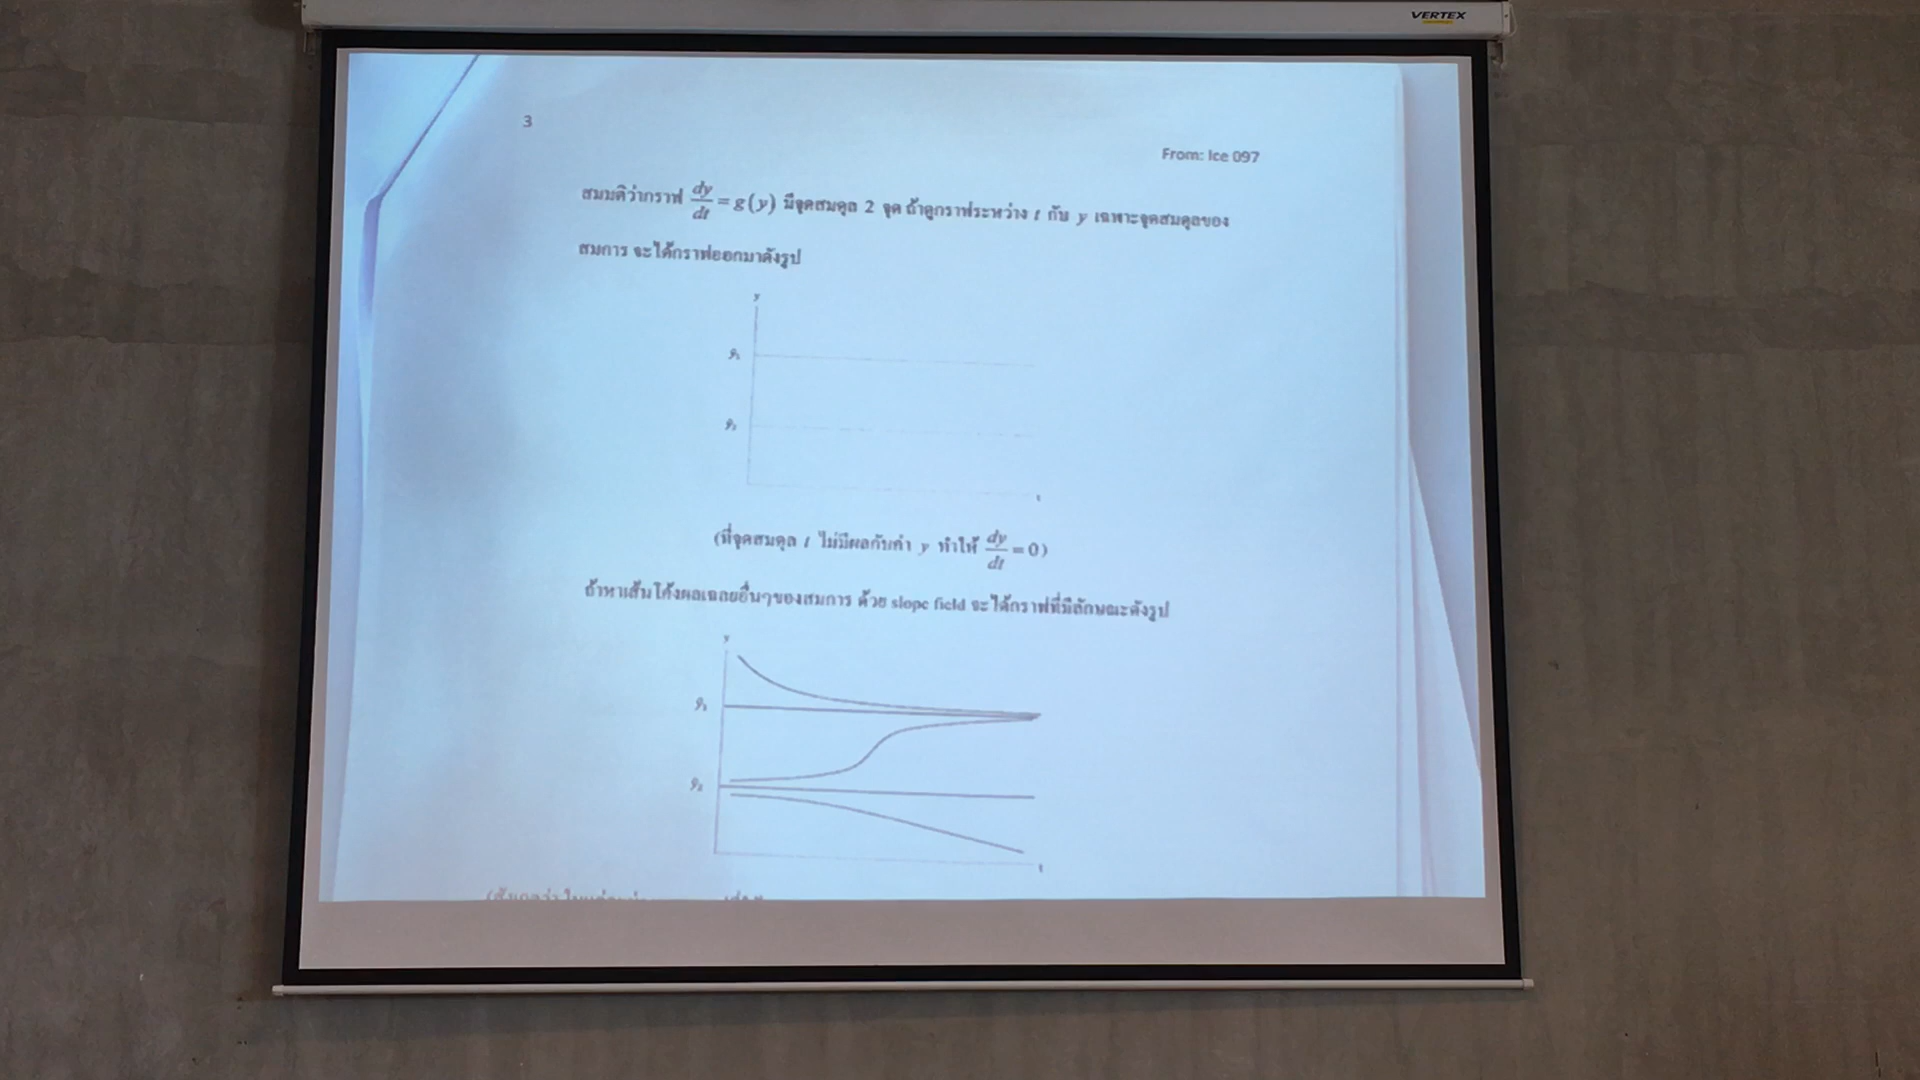 VERTEX
3
From: Ice 097
สมมติว่ากราฟ dy/dt = g(y) มีจุดสมดุล 2 จุด ถ้าดูกราฟระหว่าง t กับ y เฉพาะจุดสมดุลของ
สมการ จะได้กราฟออกมาดังรูป
y
ŷ₁
ŷ₂
t
(ที่จุดสมดุล t ไม่มีผลกับค่า y ทำให้ dy/dt = 0)
ถ้าหาเส้นโค้งผลเฉลยอื่นๆของสมการ ด้วย slope field จะได้กราฟที่มีลักษณะดังรูป
y
ŷ₁
ŷ₂
t